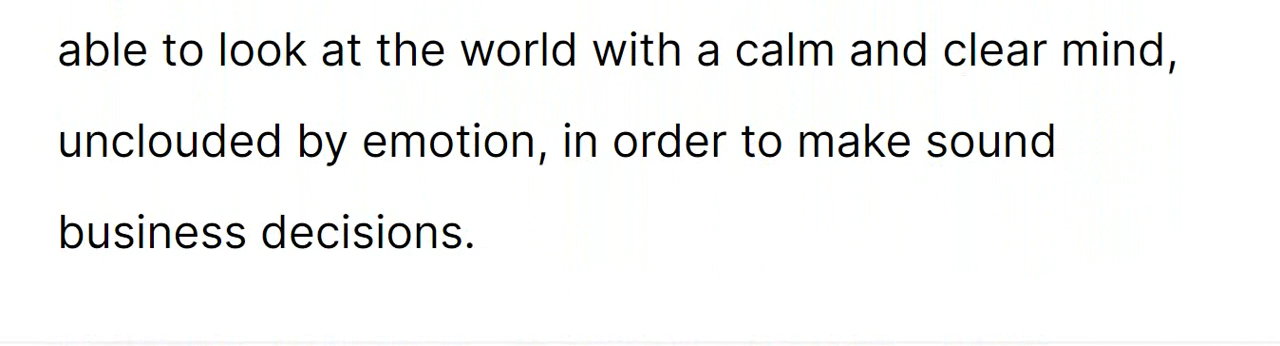 able to look at the world with a calm and clear mind,
unclouded by emotion, in order to make sound
business decisions.